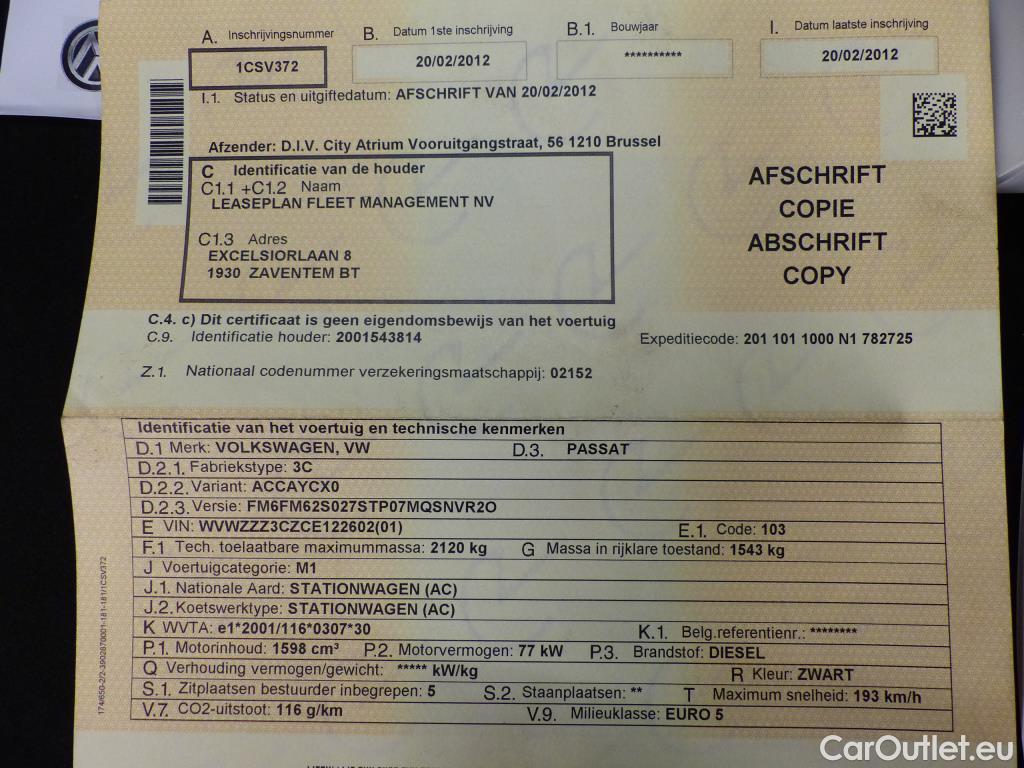 A. Inschrijvingsnummer B. Datum 1ste inschrijving B.1. Bouwjaar I. Datum laatste inschrijving
1CSV372 20/02/2012 ********** 20/02/2012
I.1. Status en uitgiftedatum: AFSCHRIFT VAN 20/02/2012
Afzender: D.I.V. City Atrium Vooruitgangstraat, 56 1210 Brussel
C Identificatie van de houder
C1.1 +C1.2 Naam
LEASEPLAN FLEET MANAGEMENT NV
C1.3 Adres
EXCELSIORLAAN 8
1930 ZAVENTEM BT
AFSCHRIFT
COPIE
ABSCHRIFT
COPY
C.4. c) Dit certificaat is geen eigendomsbewijs van het voertuig
C.9. Identificatie houder: 2001543814 Expeditiecode: 201 101 1000 N1 782725
Z.1. Nationaal codenummer verzekeringsmaatschappij: 02152
Identificatie van het voertuig en technische kenmerken
D.1 Merk: VOLKSWAGEN, VW D.3. PASSAT
D.2.1. Fabriekstype: 3C
D.2.2. Variant: ACCAYCX0
D.2.3. Versie: FM6FM62S027STP07MQSNVR2O
E VIN: WVWZZZ3CZCE122602(01) E.1. Code: 103
F.1 Tech. toelaatbare maximummassa: 2120 kg G Massa in rijklare toestand: 1543 kg
J Voertuigcategorie: M1
J.1. Nationale Aard: STATIONWAGEN (AC)
J.2. Koetswerktype: STATIONWAGEN (AC)
K WVTA: e1*2001/116*0307*30 K.1. Belg.referentienr.: ********
P.1. Motorinhoud: 1598 cm³ P.2. Motorvermogen: 77 kW P.3. Brandstof: DIESEL
Q Verhouding vermogen/gewicht: ***** kW/kg R Kleur: ZWART
S.1. Zitplaatsen bestuurder inbegrepen: 5 S.2. Staanplaatsen: ** T Maximum snelheid: 193 km/h
V.7. CO2-uitstoot: 116 g/km V.9. Milieuklasse: EURO 5
174/650-2/2-3902870001-181-181/1CSV372
CarOutlet.eu